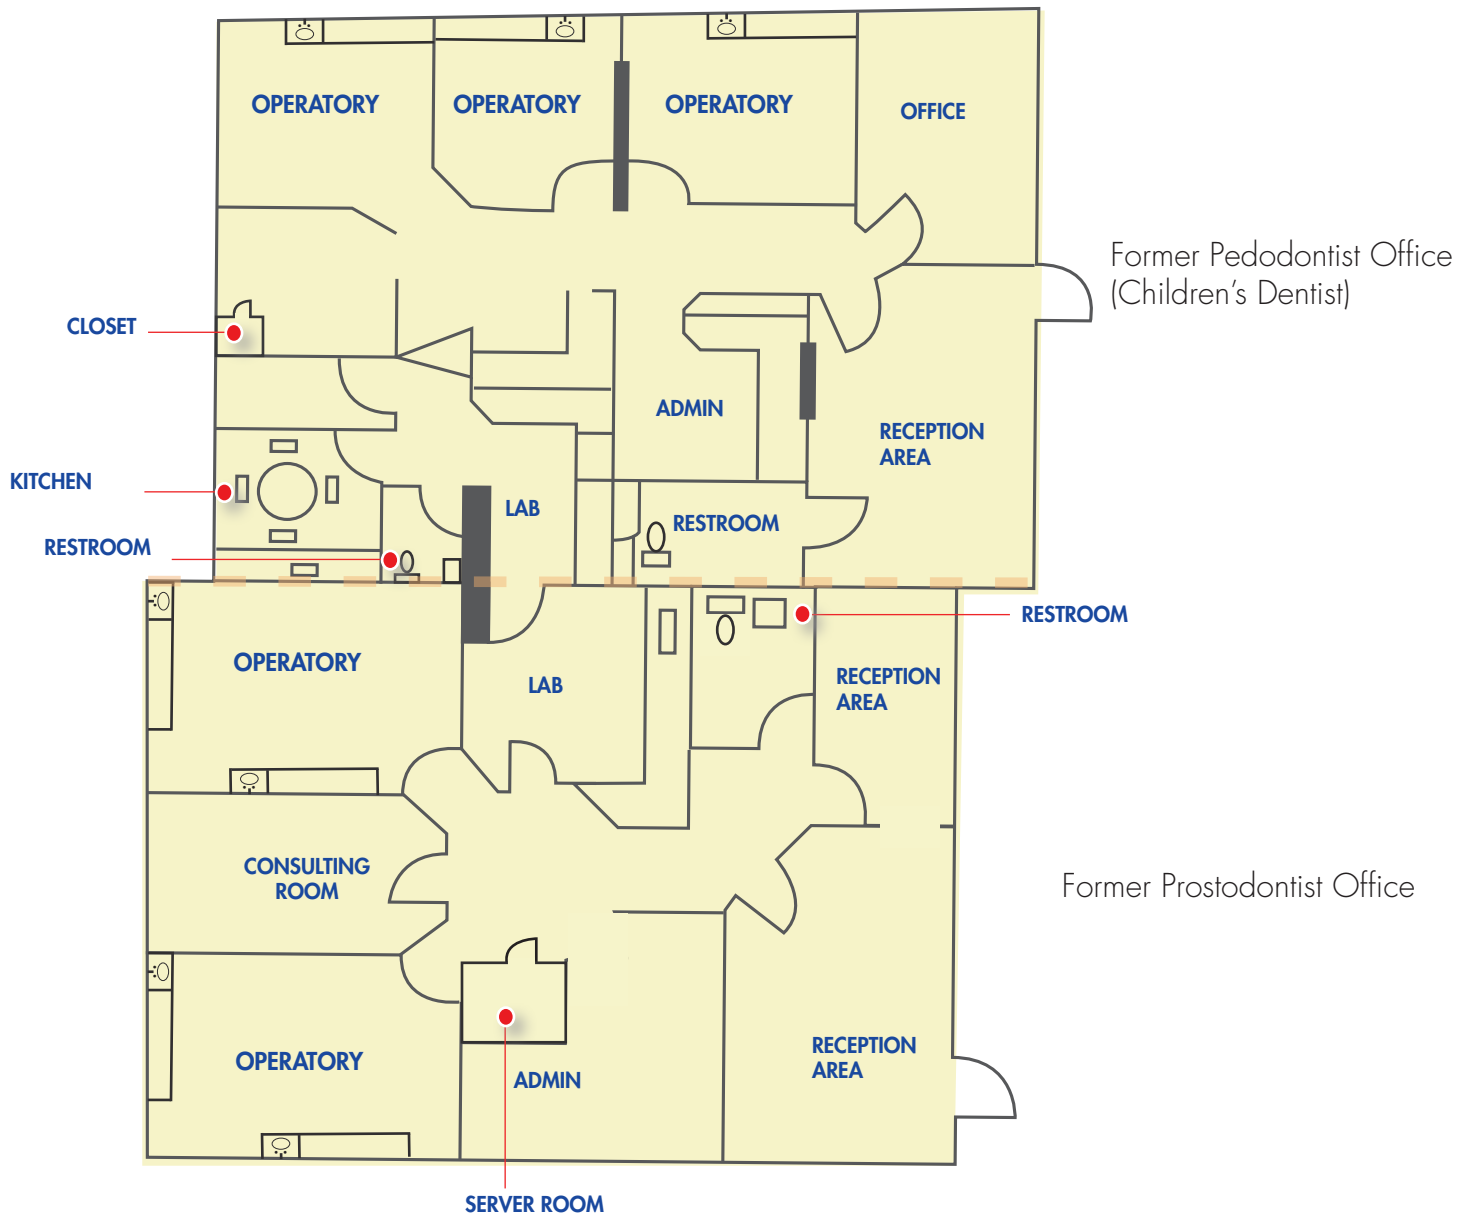 OPERATORY
OPERATORY
OPERATORY
OFFICE
Former Pedodontist Office
(Children's Dentist)
CLOSET
ADMIN
RECEPTION
AREA
KITCHEN
LAB
RESTROOM
RESTROOM
RESTROOM
OPERATORY
LAB
RECEPTION
AREA
CONSULTING
ROOM
Former Prostodontist Office
OPERATORY
ADMIN
RECEPTION
AREA
SERVER ROOM